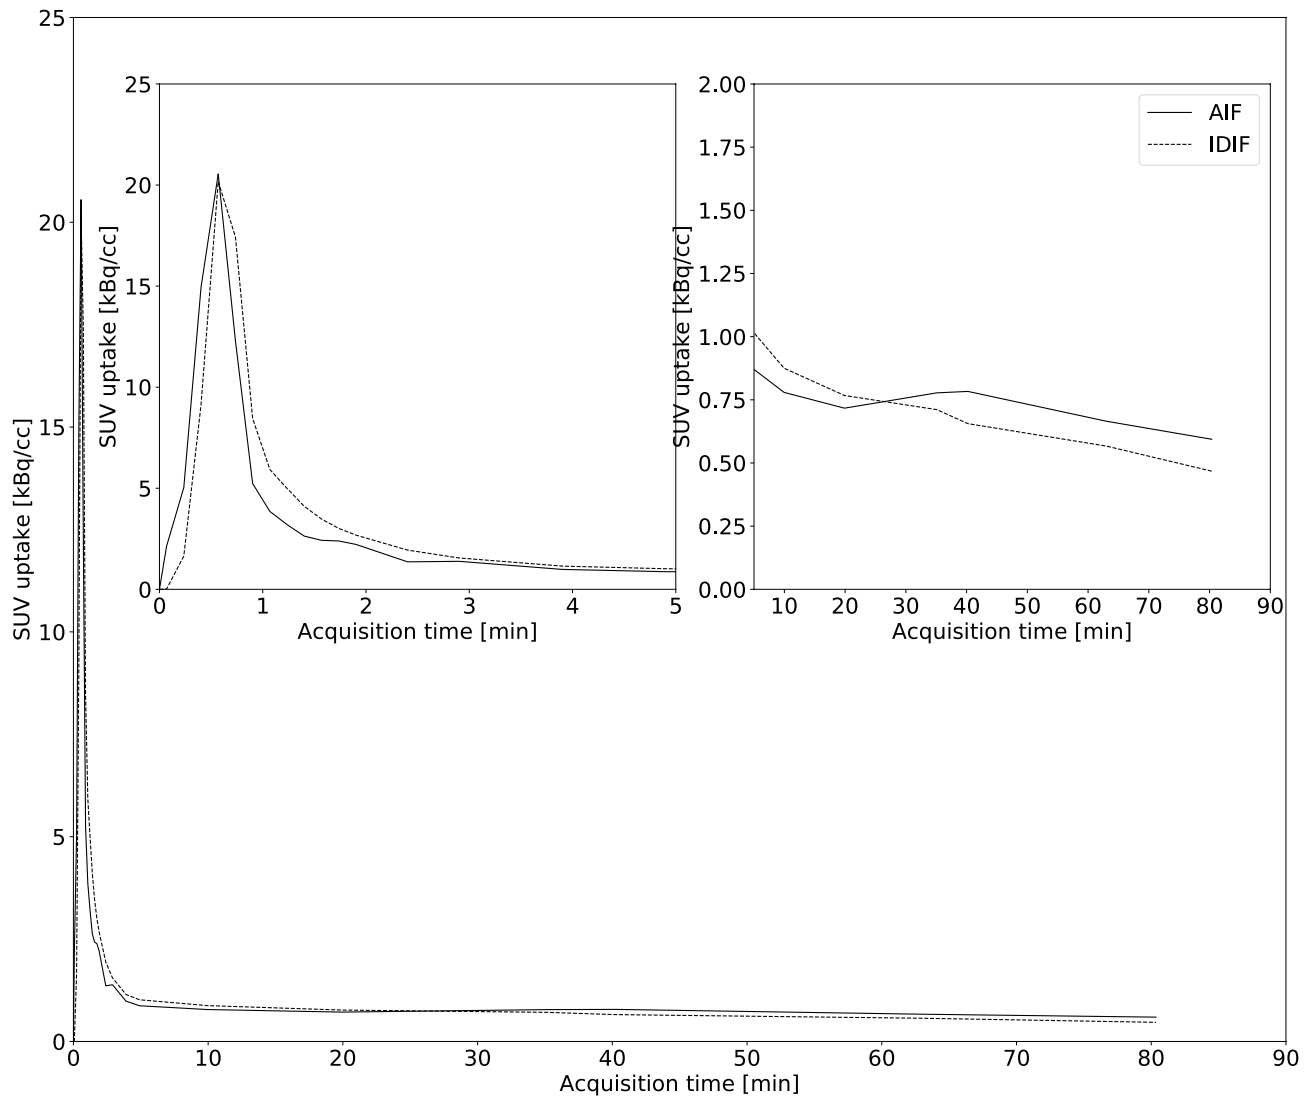 25
20
15
10
5
0
SUV uptake [kBq/cc]
0 10 20 30 40 50 60 70 80 90
Acquisition time [min]
25
20
15
10
5
0
SUV uptake [kBq/cc]
0 1 2 3 4 5
Acquisition time [min]
2.00
1.75
1.50
1.25
1.00
0.75
0.50
0.25
0.00
SUV uptake [kBq/cc]
10 20 30 40 50 60 70 80 90
Acquisition time [min]
AIF
IDIF